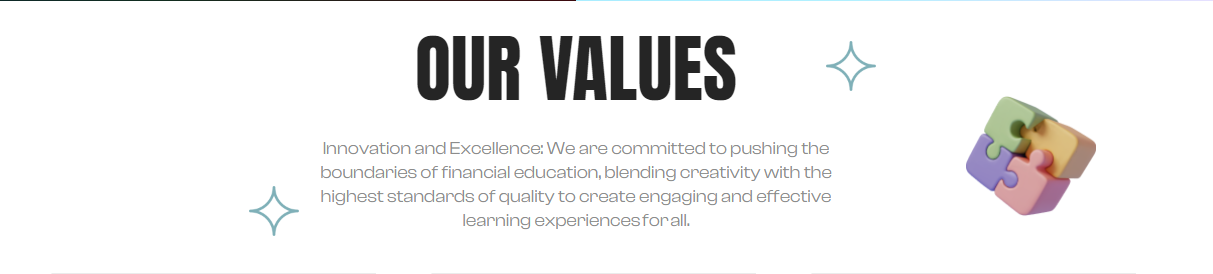 OUR VALUES
Innovation and Excellence: We are committed to pushing the
boundaries of financial education, blending creativity with the
highest standards of quality to create engaging and effective
learning experiences for all.